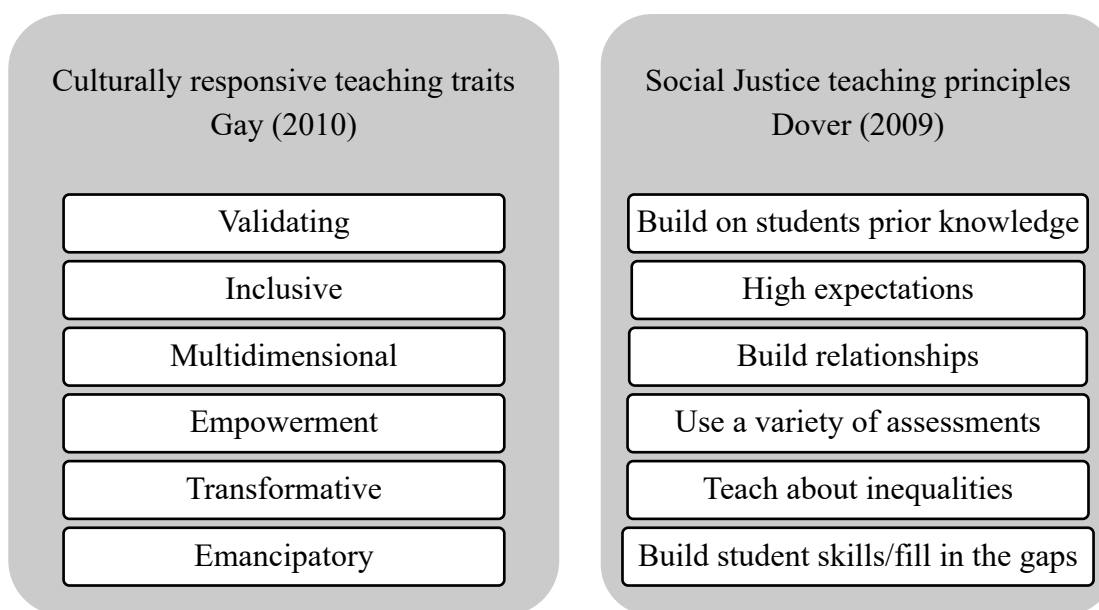 Culturally responsive teaching traits
Gay (2010)
Validating
Inclusive
Multidimensional
Empowerment
Transformative
Emancipatory
Social Justice teaching principles
Dover (2009)
Build on students prior knowledge
High expectations
Build relationships
Use a variety of assessments
Teach about inequalities
Build student skills/fill in the gaps